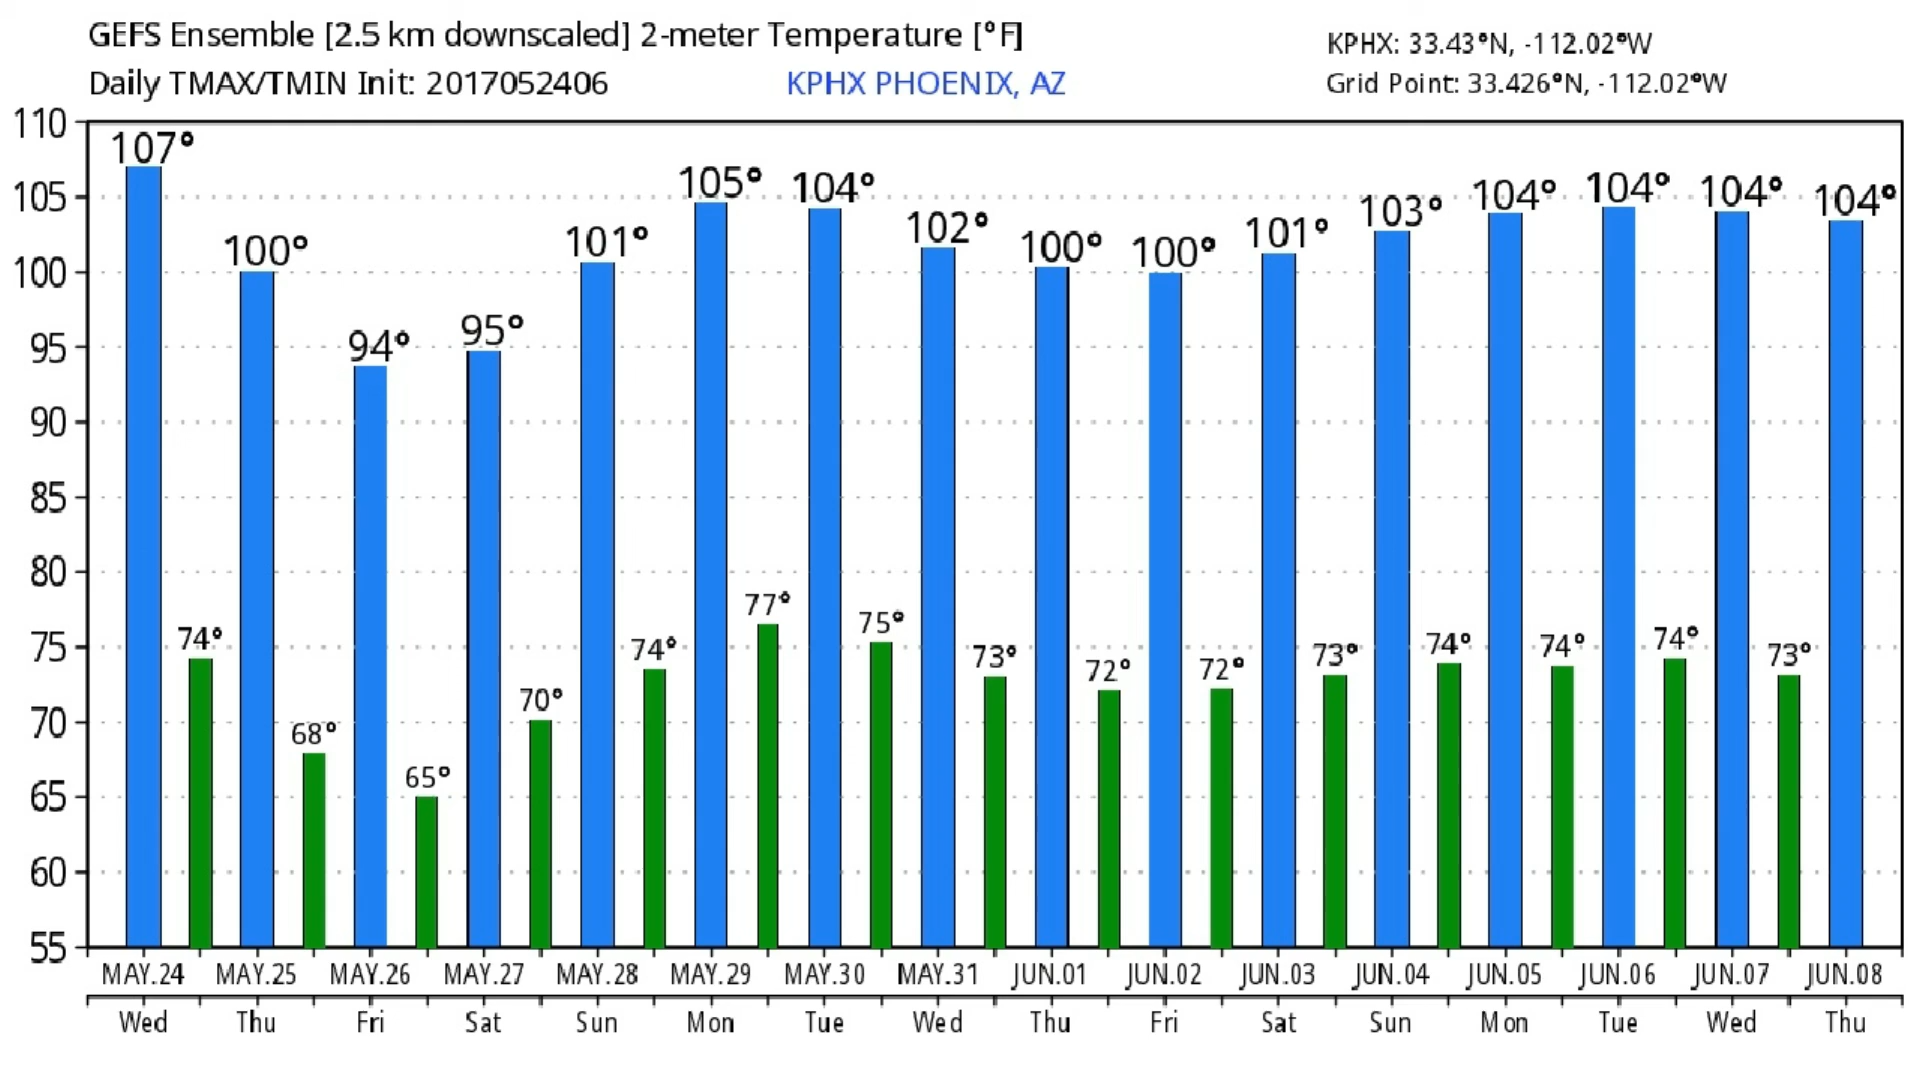 GEFS Ensemble [2.5 km downscaled] 2-meter Temperature [°F]
KPHX: 33.43°N, -112.02°W
Daily TMAX/TMIN Init: 2017052406
KPHX PHOENIX, AZ
Grid Point: 33.426°N, -112.02°W
110
105
100
95
90
85
80
75
70
65
60
55
107° 100° 94° 95° 101° 105° 104° 102° 100° 100° 101° 103° 104° 104° 104° 104°
74° 68° 65° 70° 74° 77° 75° 73° 72° 72° 73° 74° 74° 74° 73°
MAY.24 MAY.25 MAY.26 MAY.27 MAY.28 MAY.29 MAY.30 MAY.31 JUN.01 JUN.02 JUN.03 JUN.04 JUN.05 JUN.06 JUN.07 JUN.08
Wed Thu Fri Sat Sun Mon Tue Wed Thu Fri Sat Sun Mon Tue Wed Thu